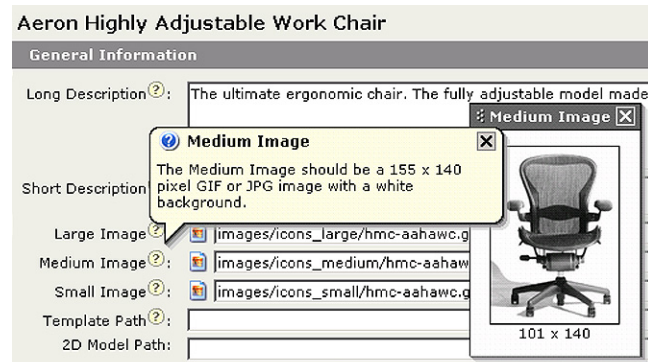 Aeron Highly Adjustable Work Chair
General Information
Long Description?:
The ultimate ergonomic chair. The fully adjustable model made
Medium Image
Medium Image
The Medium Image should be a 155 x 140
pixel GIF or JPG image with a white
background.
Short Description
Large Image?
images/icons_large/hmc-aahawc.g
Medium Image?:
images/icons_medium/hmc-aahaw
Small Image?:
images/icons_small/hmc-aahawc.g
Template Path?:
2D Model Path:
101 x 140